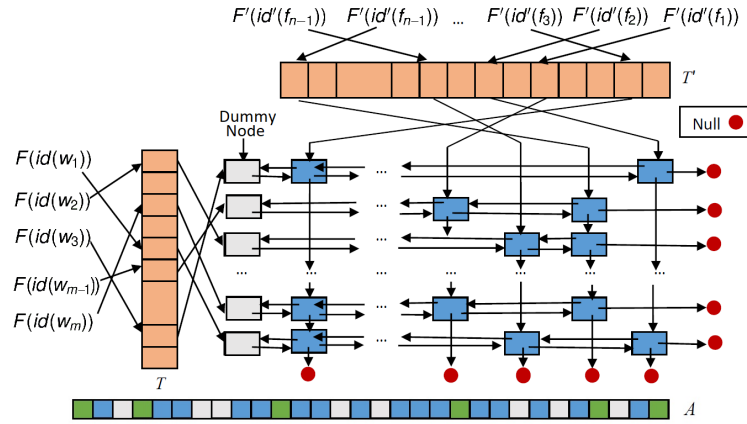 F′(id′(fn-1)) F′(id′(fn-1)) ... F′(id′(f3)) F′(id′(f2)) F′(id′(f1))
T′
Dummy
Node
Null
F(id(w1))
F(id(w2))
F(id(w3))
F(id(wm-1))
F(id(wm))
...
...
...
... ... ... ... ... ...
...
...
T
A